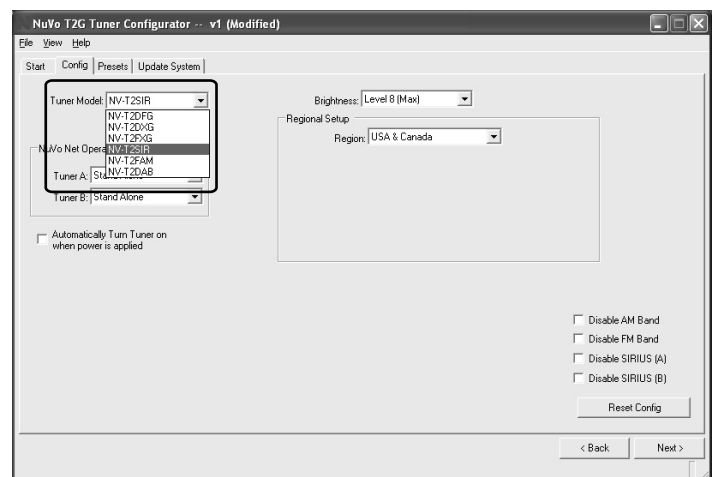 NuVo T2G Tuner Configurator -- v1 (Modified)
File View Help
Start Config Presets Update System
Tuner Model: NV-T2SIR
NV-T2DFG
NV-T2DXG
NV-T2FXG
NV-T2SIR
NV-T2FAM
NV-T2DAB
NuVo Net Opera
Tuner A:
Tuner B: Stand Alone
Automatically Turn Tuner on
when power is applied
Brightness: Level 8 (Max)
Regional Setup
Region: USA & Canada
Disable AM Band
Disable FM Band
Disable SIRIUS (A)
Disable SIRIUS (B)
Reset Config
< Back Next >